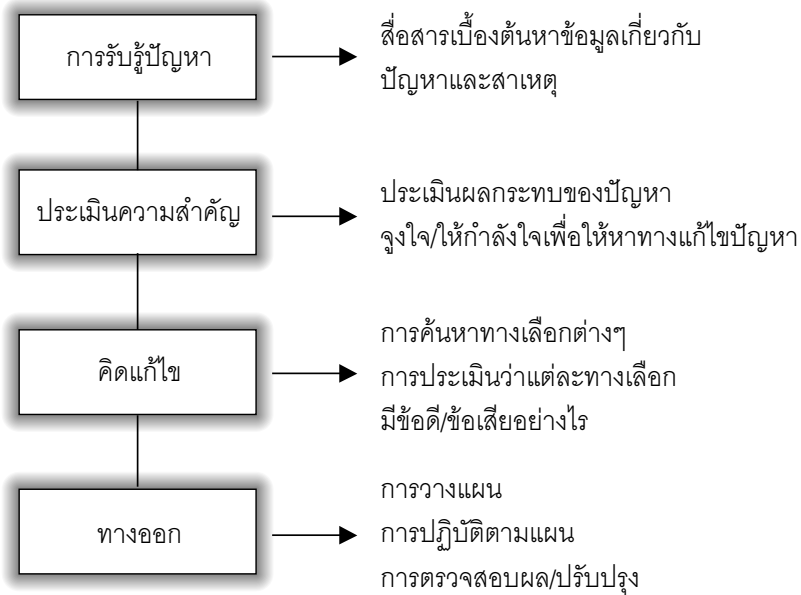 การรับรู้ปัญหา
สื่อสารเบื้องต้นหาข้อมูลเกี่ยวกับ
ปัญหาและสาเหตุ
ประเมินความสำคัญ
ประเมินผลกระทบของปัญหา
จูงใจ/ให้กำลังใจเพื่อให้หาทางแก้ไขปัญหา
คิดแก้ไข
การค้นหาทางเลือกต่างๆ
การประเมินว่าแต่ละทางเลือก
มีข้อดี/ข้อเสียอย่างไร
ทางออก
การวางแผน
การปฏิบัติตามแผน
การตรวจสอบผล/ปรับปรุง